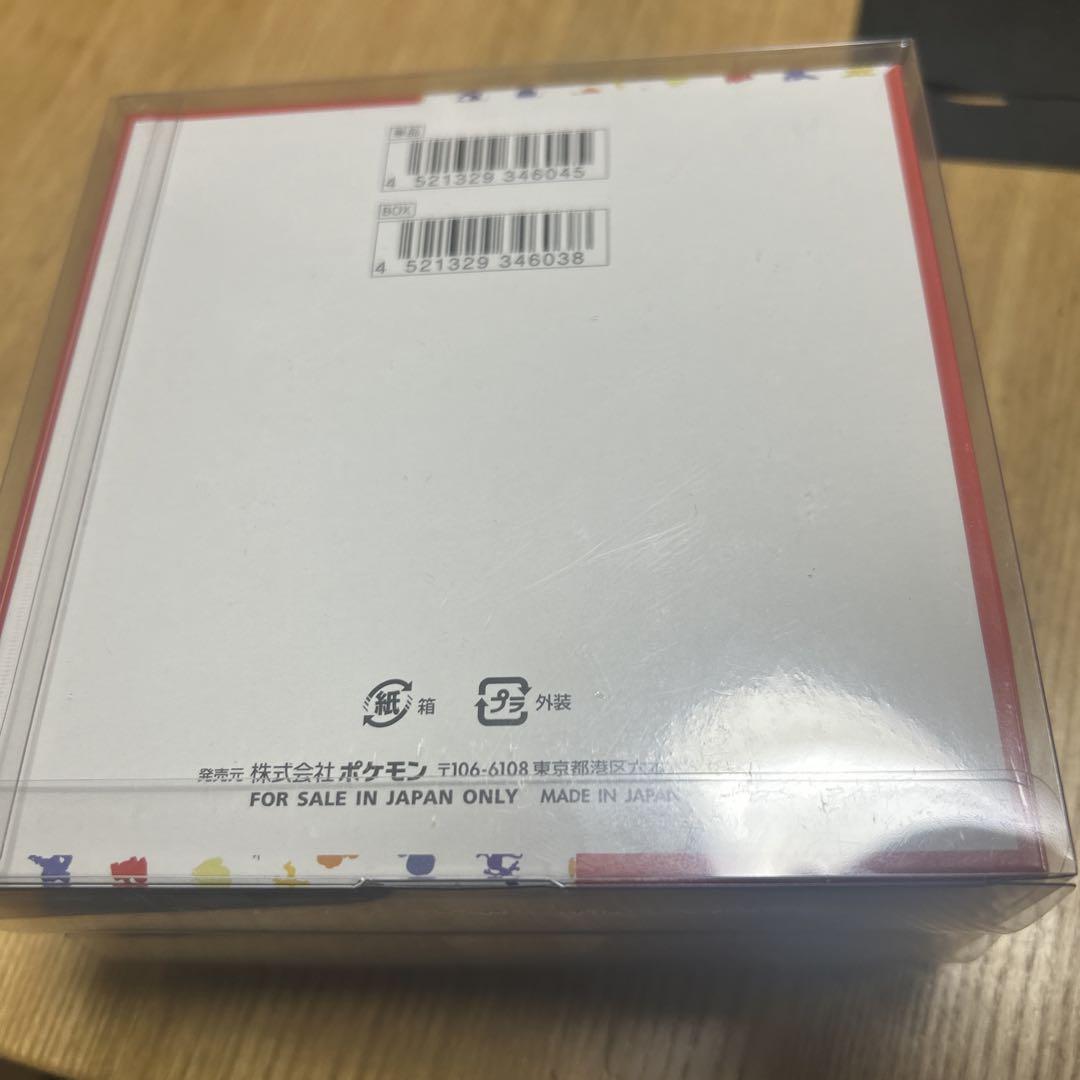 単品
4 521329 346045
BOX
4 521329 346038
紙 箱 プラ 外装
発売元 株式会社ポケモン 〒106-6108 東京都港区六本
FOR SALE IN JAPAN ONLY MADE IN JAPAN